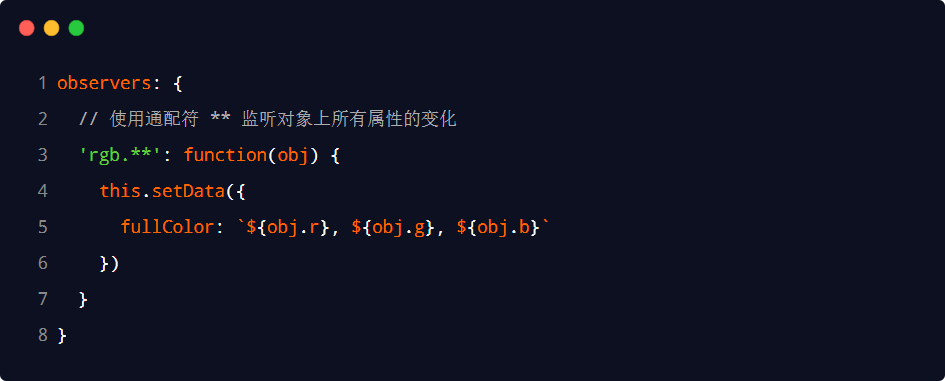 1 observers: {
2 // 使用通配符 ** 监听对象上所有属性的变化
3 'rgb.**': function(obj) {
4 this.setData({
5 fullColor: `${obj.r}, ${obj.g}, ${obj.b}`
6 })
7 }
8 }